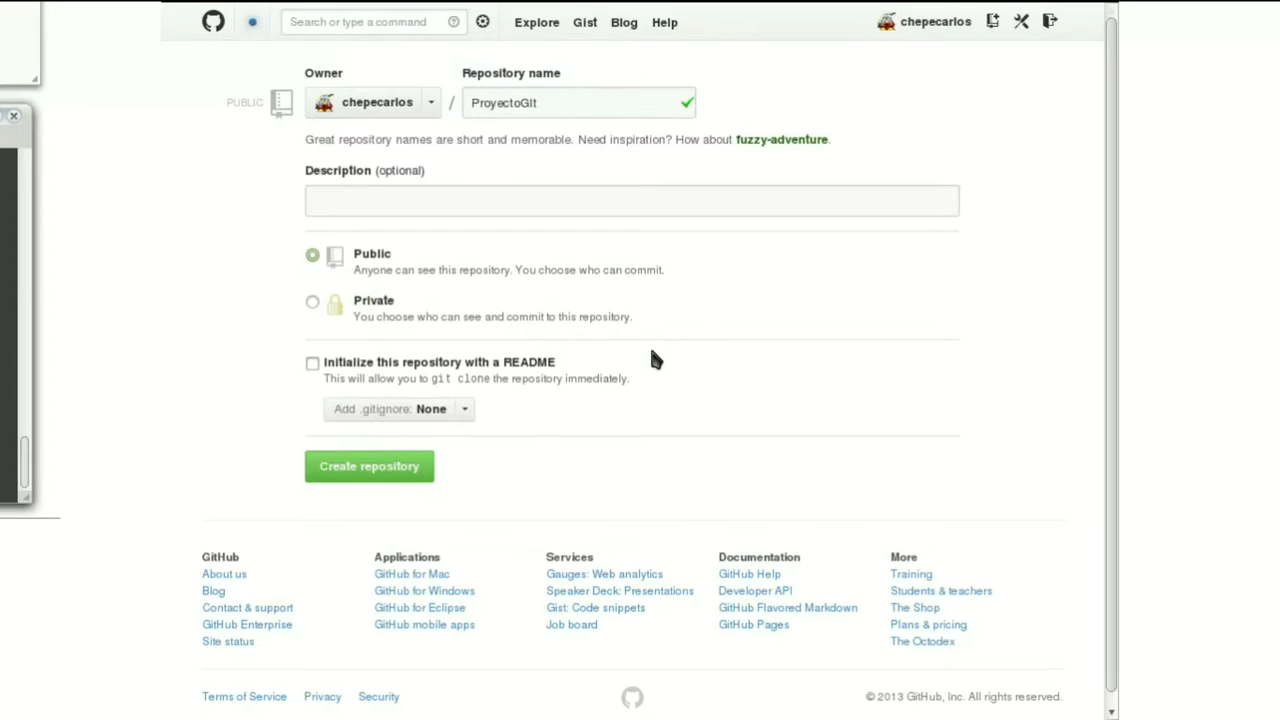 Search or type a command
Explore Gist Blog Help
chepecarlos
Owner
Repository name
PUBLIC
chepecarlos / ProyectoGIt
Great repository names are short and memorable. Need inspiration? How about fuzzy-adventure.
Description (optional)
Public
Anyone can see this repository. You choose who can commit.
Private
You choose who can see and commit to this repository.
Initialize this repository with a README
This will allow you to git clone the repository immediately.
Add .gitignore: None
Create repository
GitHub
About us
Blog
Contact & support
GitHub Enterprise
Site status
Applications
GitHub for Mac
GitHub for Windows
GitHub for Eclipse
GitHub mobile apps
Services
Gauges: Web analytics
Speaker Deck: Presentations
Gist: Code snippets
Job board
Documentation
GitHub Help
Developer API
GitHub Flavored Markdown
GitHub Pages
More
Training
Students & teachers
The Shop
Plans & pricing
The Octodex
Terms of Service Privacy Security
© 2013 GitHub, Inc. All rights reserved.